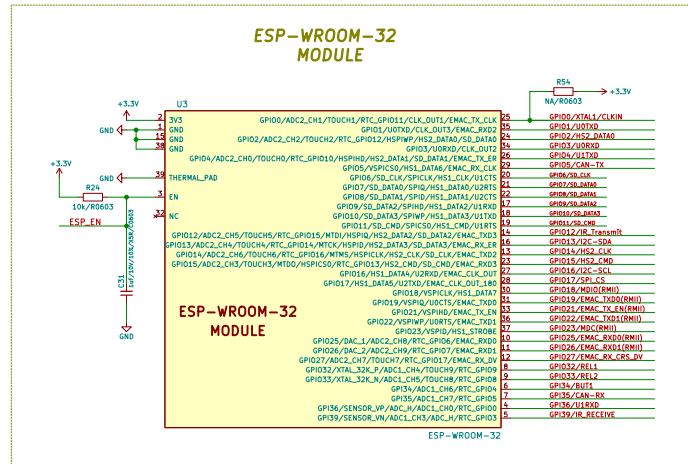 ESP-WROOM-32
MODULE
U3
R54
+3.3V
NA/R0603
+3.3V
2 3V3
1 GND
15 GND
38 GND
GND
39 THERMAL_PAD
GND
+3.3V
R24
10k/R0603
3 EN
ESP_EN
32 NC
C31
1uF/10V/10%/X5R/C0603
GND
ESP-WROOM-32
MODULE
GPIO0/ADC2_CH1/TOUCH1/RTC_GPIO11/CLK_OUT1/EMAC_TX_CLK 25 GPIO0/XTAL1/CLKIN
GPIO1/U0TXD/CLK_OUT3/EMAC_RXD2 35 GPIO1/U0TXD
GPIO2/ADC2_CH2/TOUCH2/RTC_GPIO12/HSPIWP/HS2_DATA0/SD_DATA0 24 GPIO2/HS2_DATA0
GPIO3/U0RXD/CLK_OUT2 34 GPIO3/U0RXD
GPIO4/ADC2_CH0/TOUCH0/RTC_GPIO10/HSPIHD/HS2_DATA1/SD_DATA1/EMAC_TX_ER 26 GPIO4/U1TXD
GPIO5/VSPICS0/HS1_DATA6/EMAC_RX_CLK 29 GPIO5/CAN-TX
GPIO6/SD_CLK/SPICLK/HS1_CLK/U1CTS 20 GPIO6/SD_CLK
GPIO7/SD_DATA0/SPIQ/HS1_DATA0/U2RTS 21 GPIO7/SD_DATA0
GPIO8/SD_DATA1/SPID/HS1_DATA1/U2CTS 22 GPIO8/SD_DATA1
GPIO9/SD_DATA2/SPIHD/HS1_DATA2/U1RXD 17 GPIO9/SD_DATA2
GPIO10/SD_DATA3/SPIWP/HS1_DATA3/U1TXD 18 GPIO10/SD_DATA3
GPIO11/SD_CMD/SPICS0/HS1_CMD/U1RTS 19 GPIO11/SD_CMD
GPIO12/ADC2_CH5/TOUCH5/RTC_GPIO15/MTDI/HSPIQ/HS2_DATA2/SD_DATA2/EMAC_TXD3 14 GPIO12/IR_Transmit
GPIO13/ADC2_CH4/TOUCH4/RTC_GPIO14/MTCK/HSPID/HS2_DATA3/SD_DATA3/EMAC_RX_ER 16 GPIO13/I2C-SDA
GPIO14/ADC2_CH6/TOUCH6/RTC_GPIO16/MTMS/HSPICLK/HS2_CLK/SD_CLK/EMAC_TXD2 13 GPIO14/HS2_CLK
GPIO15/ADC2_CH3/TOUCH3/MTDO/HSPICS0/RTC_GPIO13/HS2_CMD/SD_CMD/EMAC_RXD3 23 GPIO15/HS2_CMD
GPIO16/HS1_DATA4/U2RXD/EMAC_CLK_OUT 27 GPIO16/I2C-SCL
GPIO17/HS1_DATA5/U2TXD/EMAC_CLK_OUT_180 28 GPIO17/SPI_CS
GPIO18/VSPICLK/HS1_DATA7 30 GPIO18/MDIO(RMII)
GPIO19/VSPIQ/U0CTS/EMAC_TXD0 31 GPIO19/EMAC_TXD0(RMII)
GPIO21/VSPIHD/EMAC_TX_EN 33 GPIO21/EMAC_TX_EN(RMII)
GPIO22/VSPIWP/U0RTS/EMAC_TXD1 36 GPIO22/EMAC_TXD1(RMII)
GPIO23/VSPID/HS1_STROBE 37 GPIO23/MDC(RMII)
GPIO25/DAC_1/ADC2_CH8/RTC_GPIO6/EMAC_RXD0 10 GPIO25/EMAC_RXD0(RMII)
GPIO26/DAC_2/ADC2_CH9/RTC_GPIO7/EMAC_RXD1 11 GPIO26/EMAC_RXD1(RMII)
GPIO27/ADC2_CH7/TOUCH7/RTC_GPIO17/EMAC_RX_DV 12 GPIO27/EMAC_RX_CRS_DV
GPIO32/XTAL_32K_P/ADC1_CH4/TOUCH9/RTC_GPIO9 8 GPIO32/REL1
GPIO33/XTAL_32K_N/ADC1_CH5/TOUCH8/RTC_GPIO8 9 GPIO33/REL2
GPI34/ADC1_CH6/RTC_GPIO4 6 GPI34/BUT1
GPI35/ADC1_CH7/RTC_GPIO5 7 GPI35/CAN-RX
GPI36/SENSOR_VP/ADC_H/ADC1_CH0/RTC_GPIO0 4 GPI36/U1RXD
GPI39/SENSOR_VN/ADC1_CH3/ADC_H/RTC_GPIO3 5 GPI39/IR_RECEIVE
ESP-WROOM-32